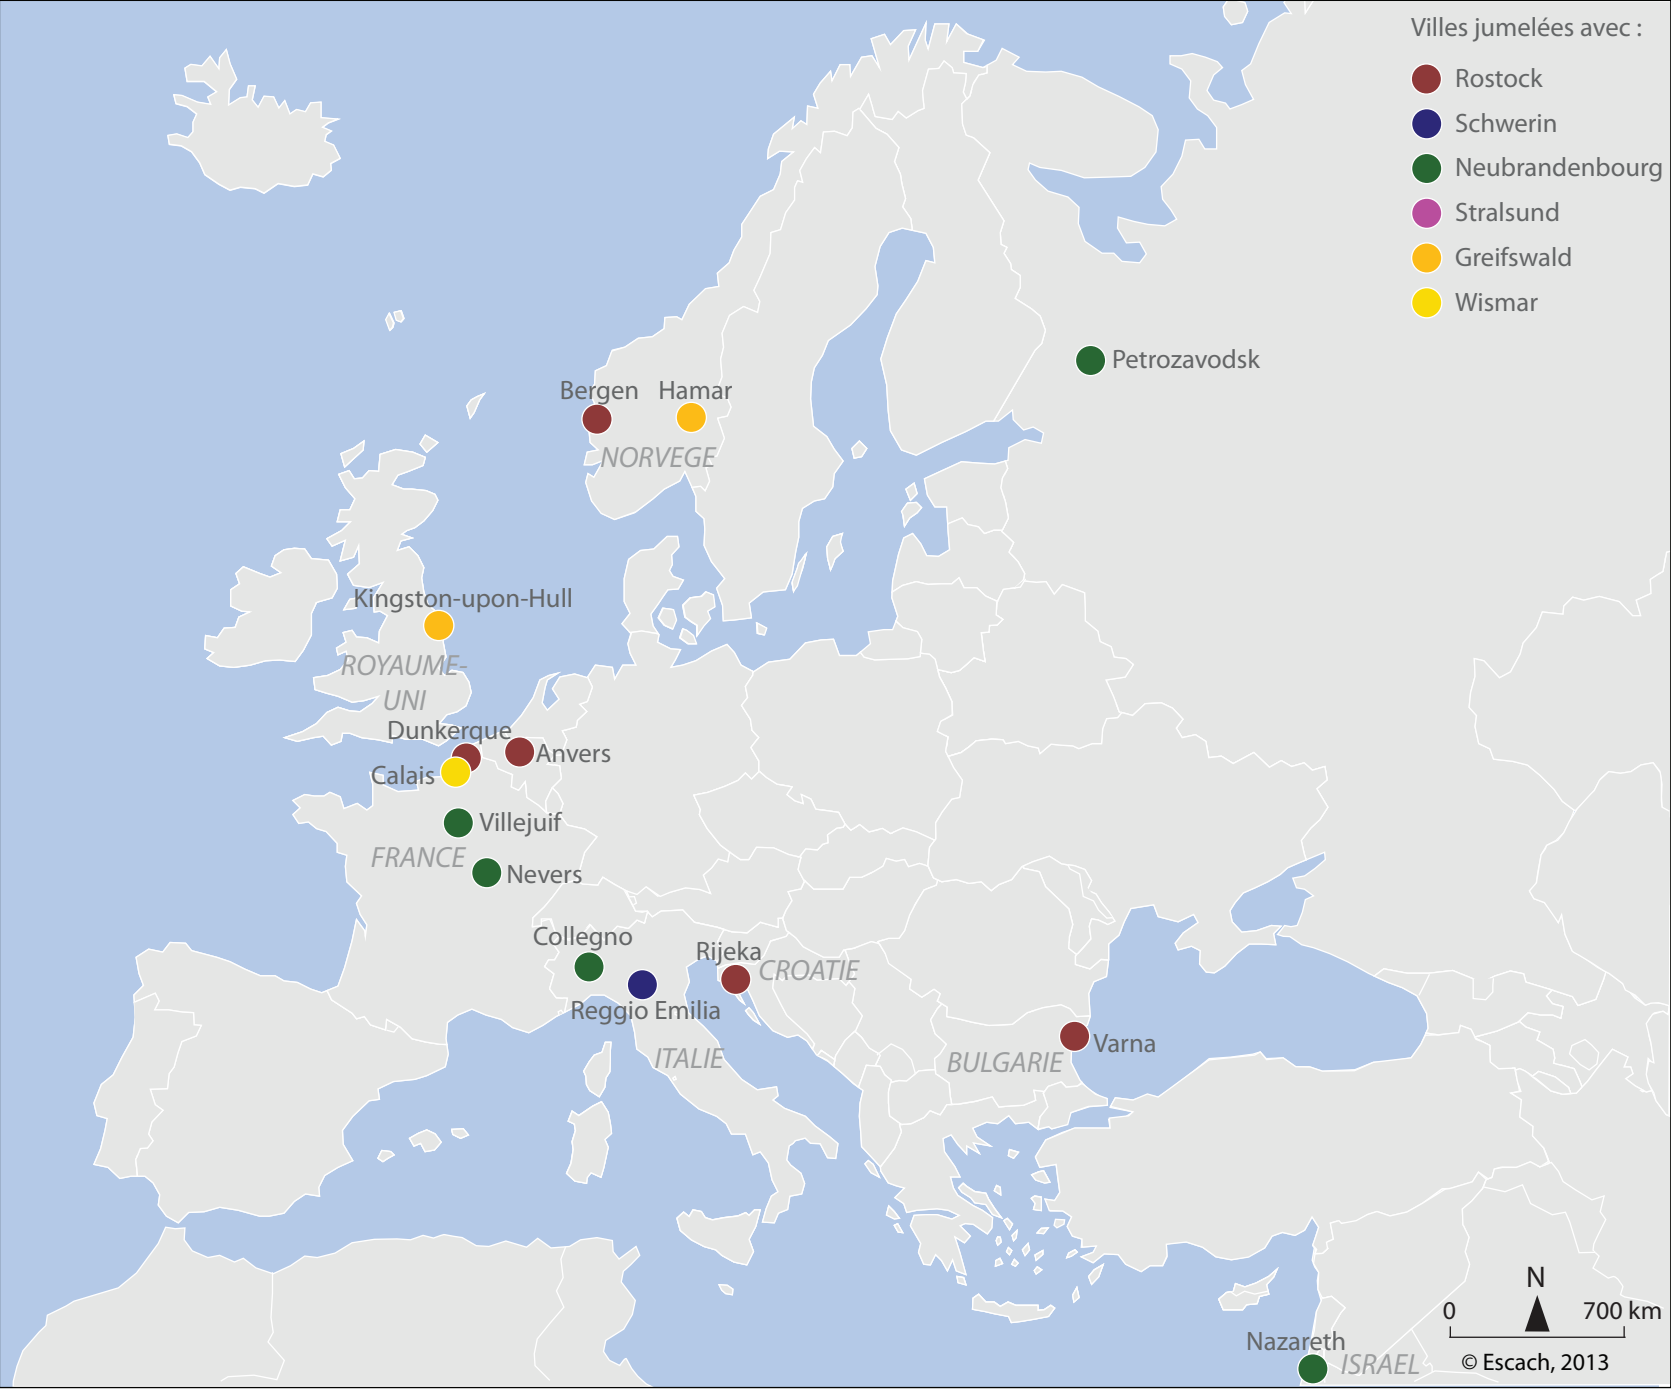 Villes jumelées avec :
Rostock
Schwerin
Neubrandenbourg
Stralsund
Greifswald
Wismar
Petrozavodsk
Bergen
Hamar
NORVEGE
Kingston-upon-Hull
ROYAUME-
UNI
Dunkerque
Anvers
Calais
Villejuif
FRANCE
Nevers
Collegno
Rijeka
CROATIE
Reggio Emilia
ITALIE
BULGARIE
Varna
N
0
700 km
Nazareth
ISRAEL
© Escach, 2013